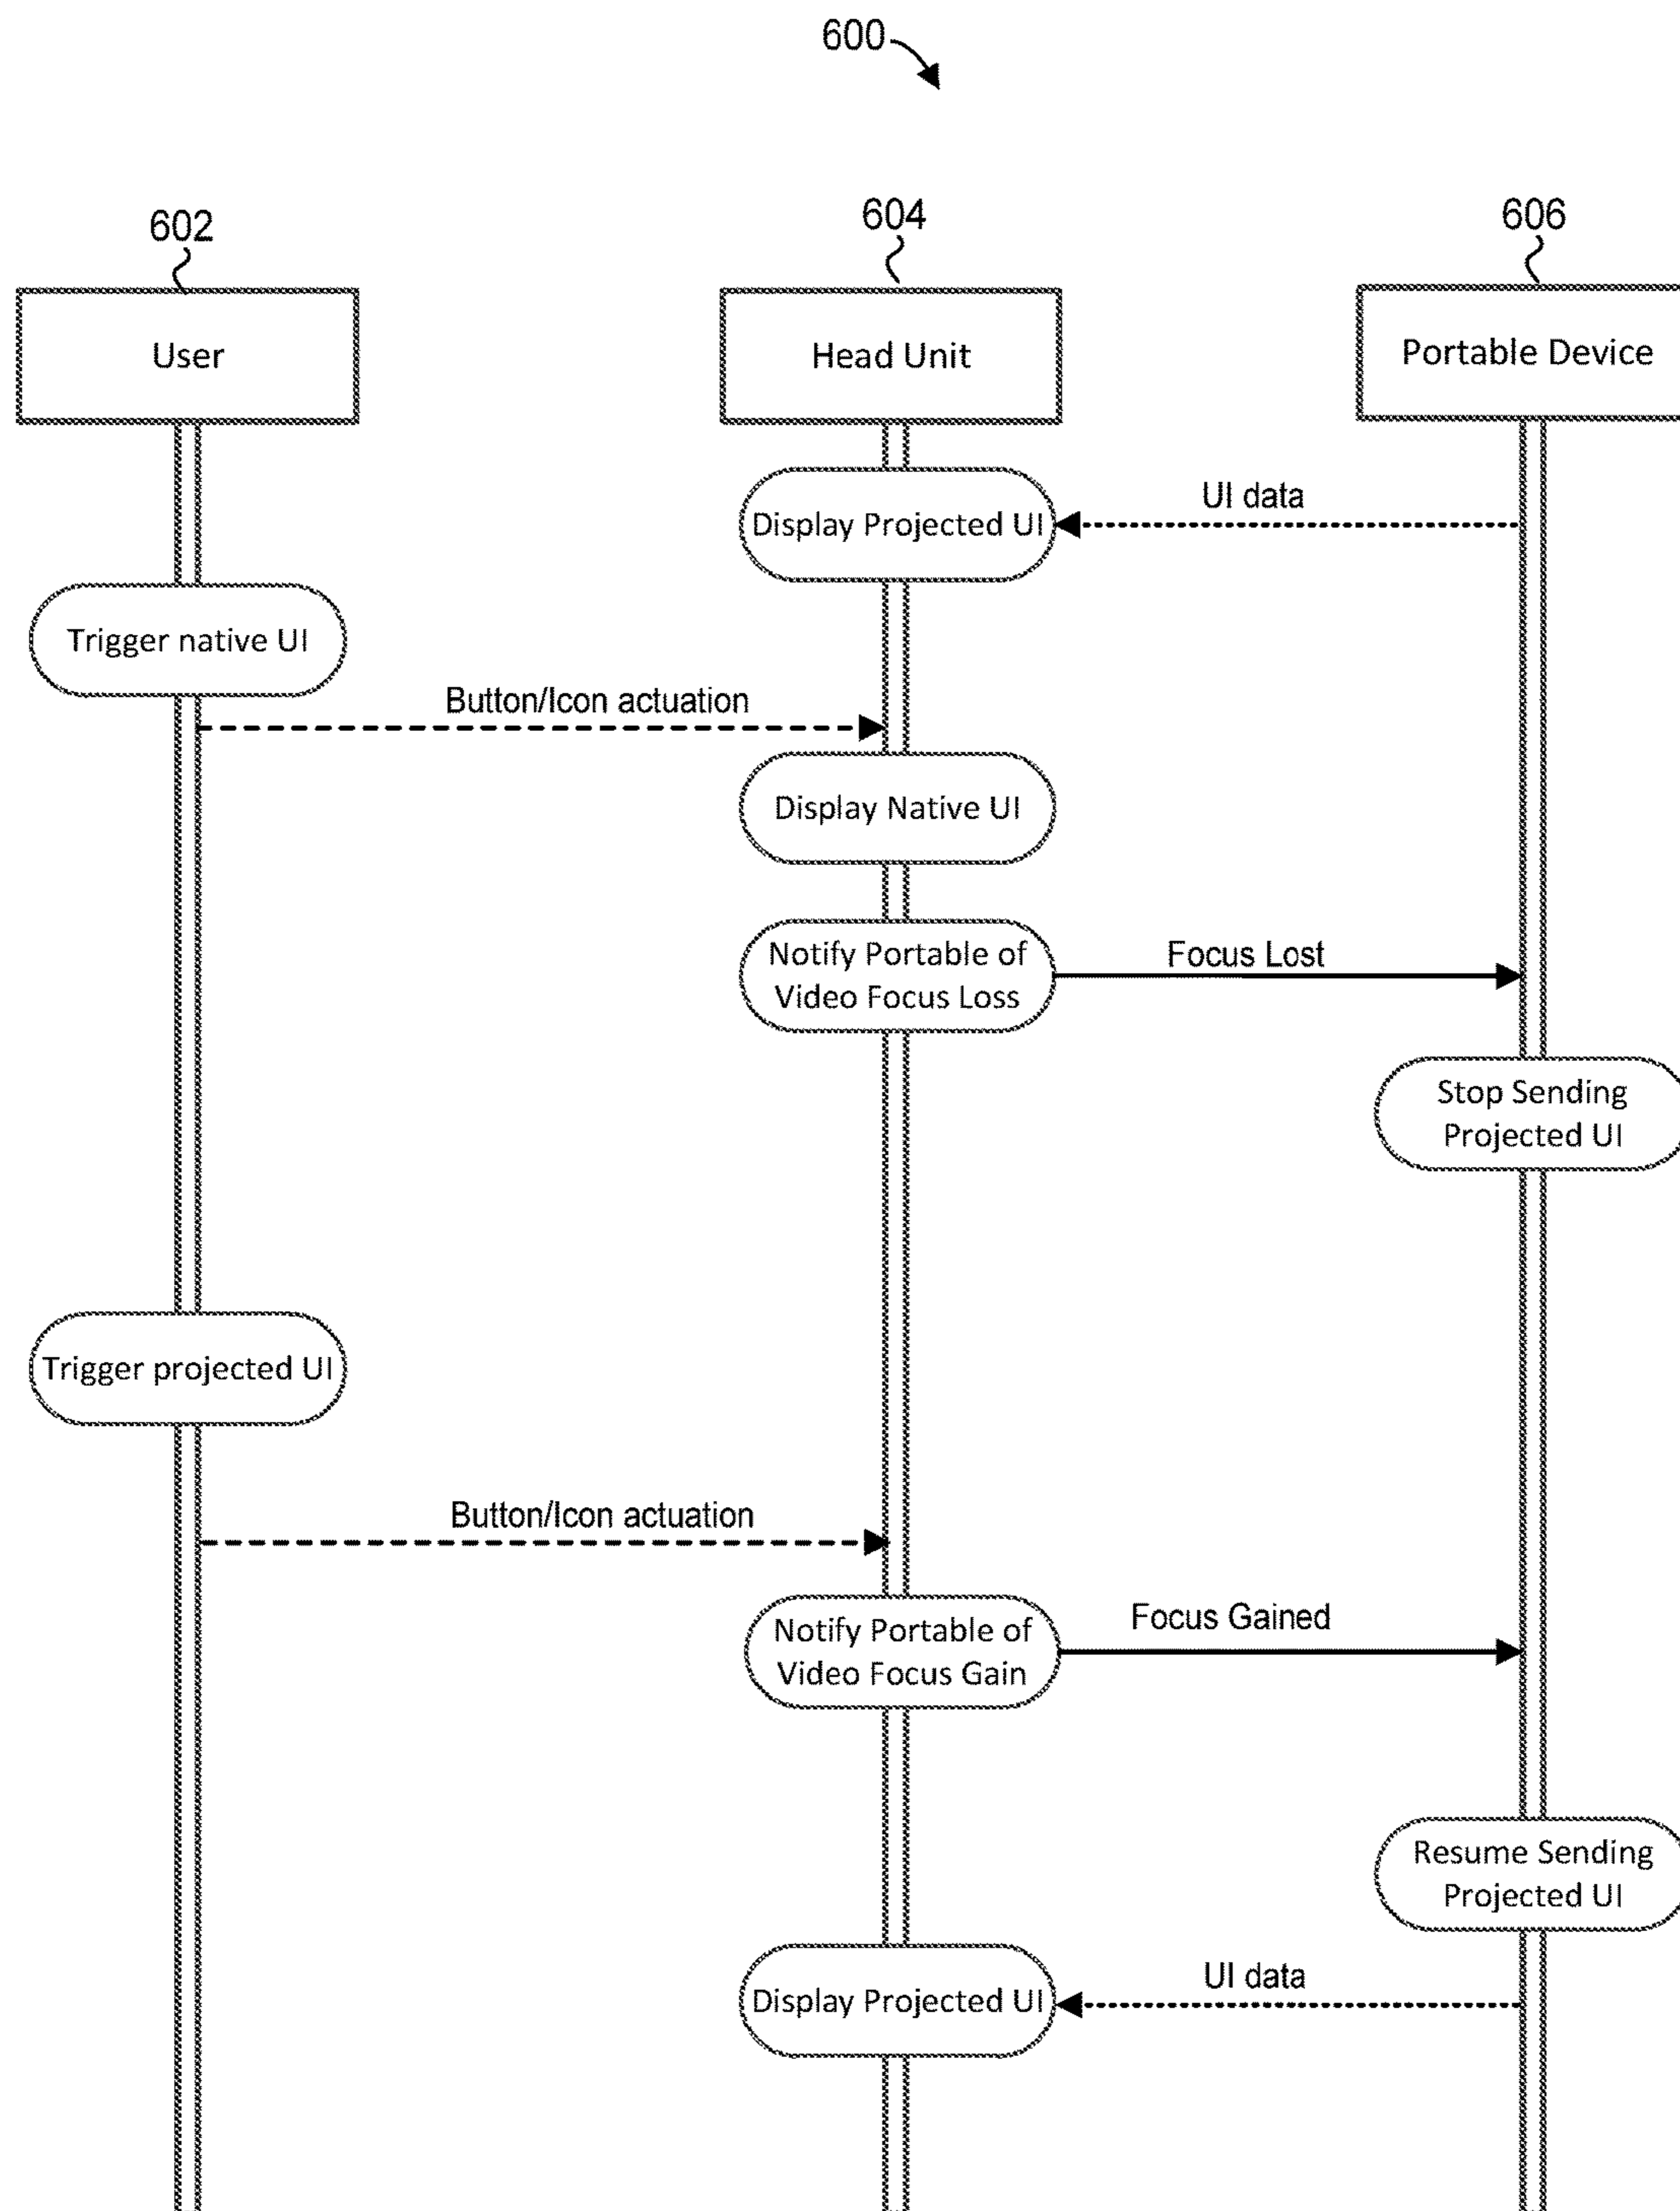 600
602
604
606
User
Head Unit
Portable Device
UI data
Display Projected UI
Trigger native UI
Button/Icon actuation
Display Native UI
Notify Portable of
Video Focus Loss
Focus Lost
Stop Sending
Projected UI
Trigger projected UI
Button/Icon actuation
Notify Portable of
Video Focus Gain
Focus Gained
Resume Sending
Projected UI
UI data
Display Projected UI